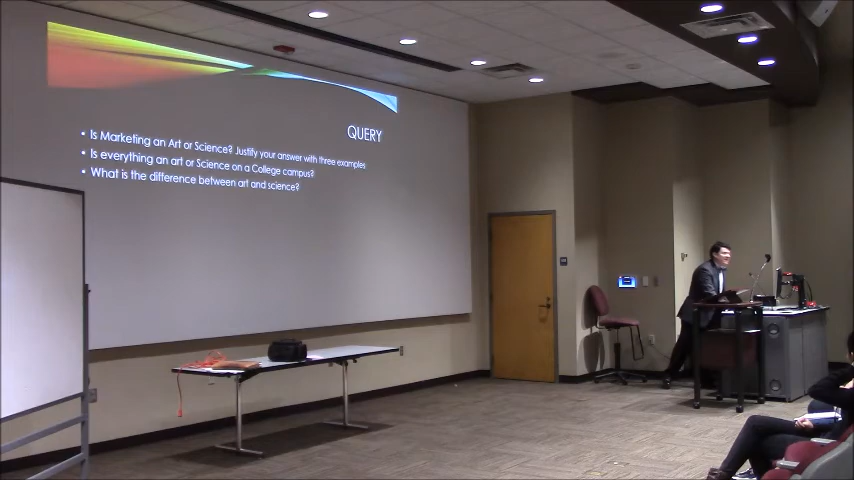 QUERY
• Is Marketing an Art or Science? Justify your answer with three examples
• Is everything an art or Science on a College campus?
• What is the difference between art and science?